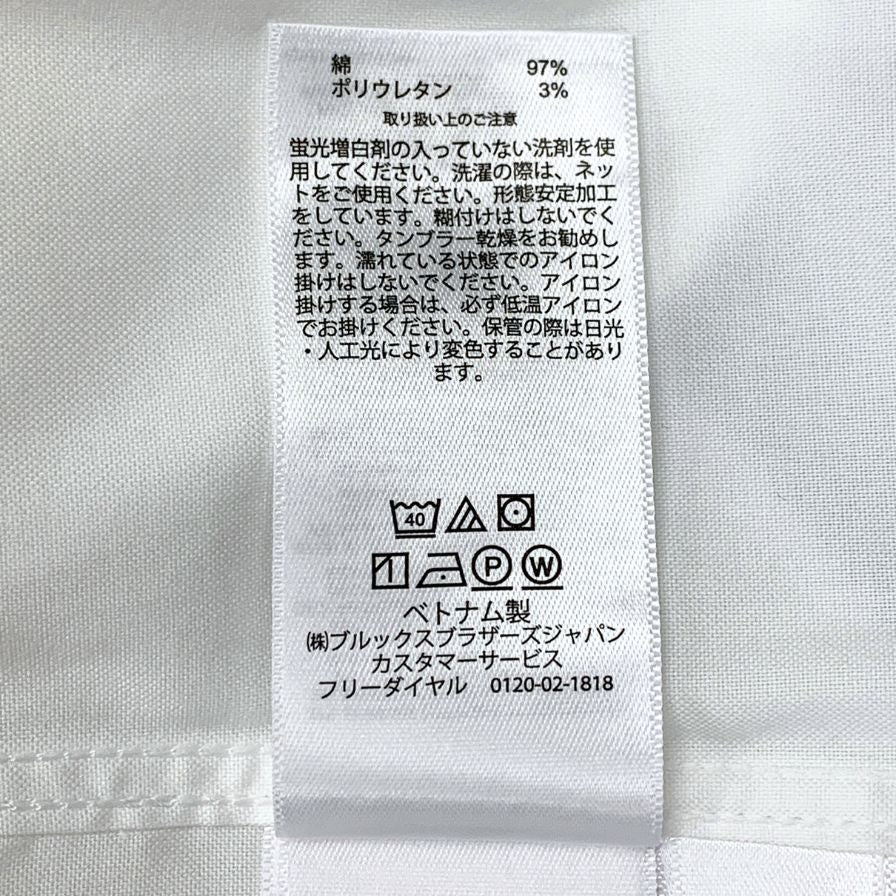 綿 97%
ポリウレタン 3%
取り扱い上のご注意
蛍光増白剤の入っていない洗剤を使
用してください。洗濯の際は、ネッ
トをご使用ください。形態安定加工
をしています。糊付けはしないでく
ださい。タンブラー乾燥をお勧めし
ます。濡れている状態でのアイロン
掛けはしないでください。アイロン
掛けする場合は、必ず低温アイロン
でお掛けください。保管の際は日光
・人工光により変色することがあり
ます。
40
P W
ベトナム製
㈱ブルックスブラザーズジャパン
カスタマーサービス
フリーダイヤル 0120-02-1818